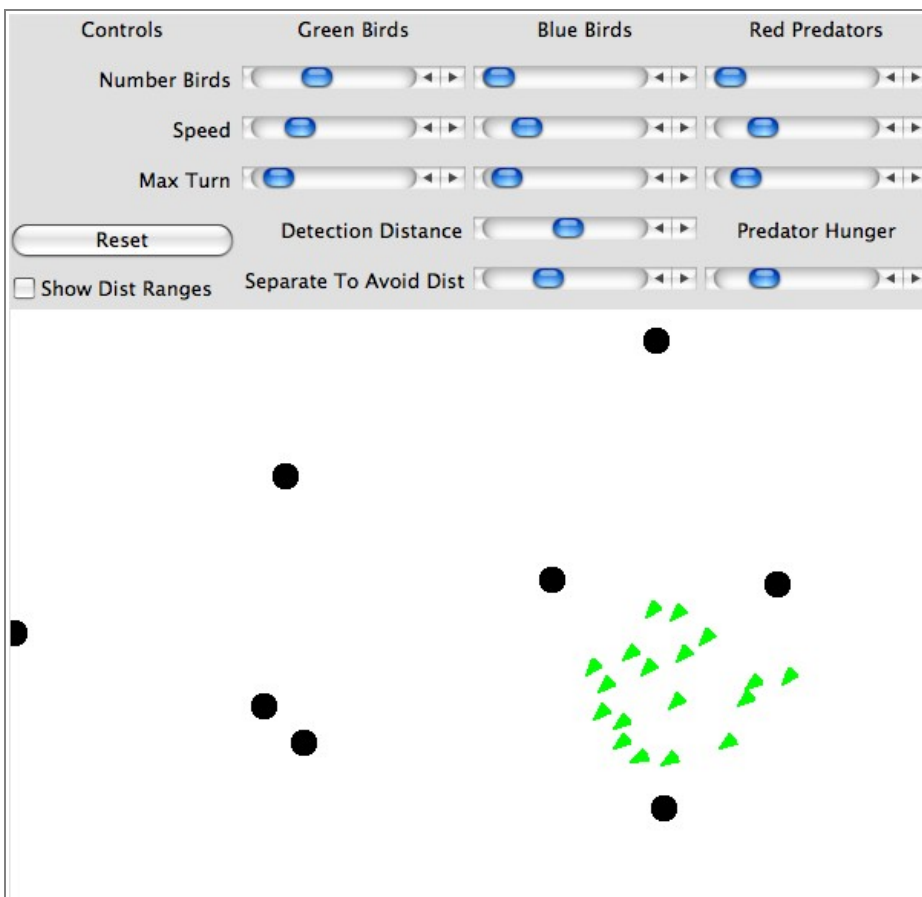 Controls Green Birds Blue Birds Red Predators
Number Birds
Speed
Max Turn
Reset Detection Distance Predator Hunger
Show Dist Ranges Separate To Avoid Dist